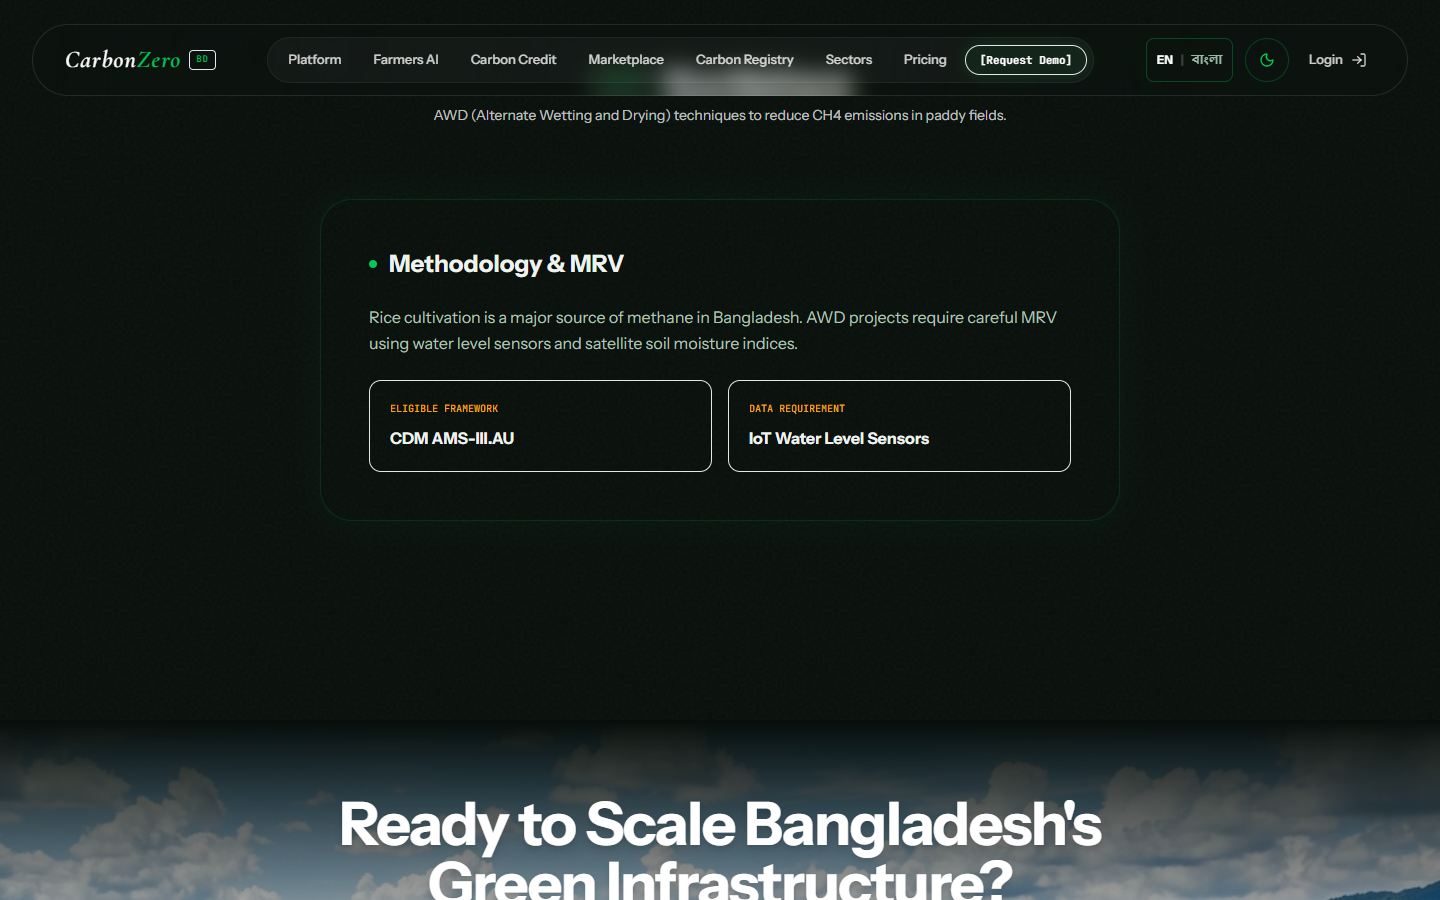 CarbonZero BD
Platform
Farmers AI
Carbon Credit
Marketplace
Carbon Registry
Sectors
Pricing
[Request Demo]
EN | বাংলা
Login
AWD (Alternate Wetting and Drying) techniques to reduce CH4 emissions in paddy fields.
Methodology & MRV
Rice cultivation is a major source of methane in Bangladesh. AWD projects require careful MRV
using water level sensors and satellite soil moisture indices.
ELIGIBLE FRAMEWORK
CDM AMS-III.AU
DATA REQUIREMENT
IoT Water Level Sensors
Ready to Scale Bangladesh's
Green Infrastructure?